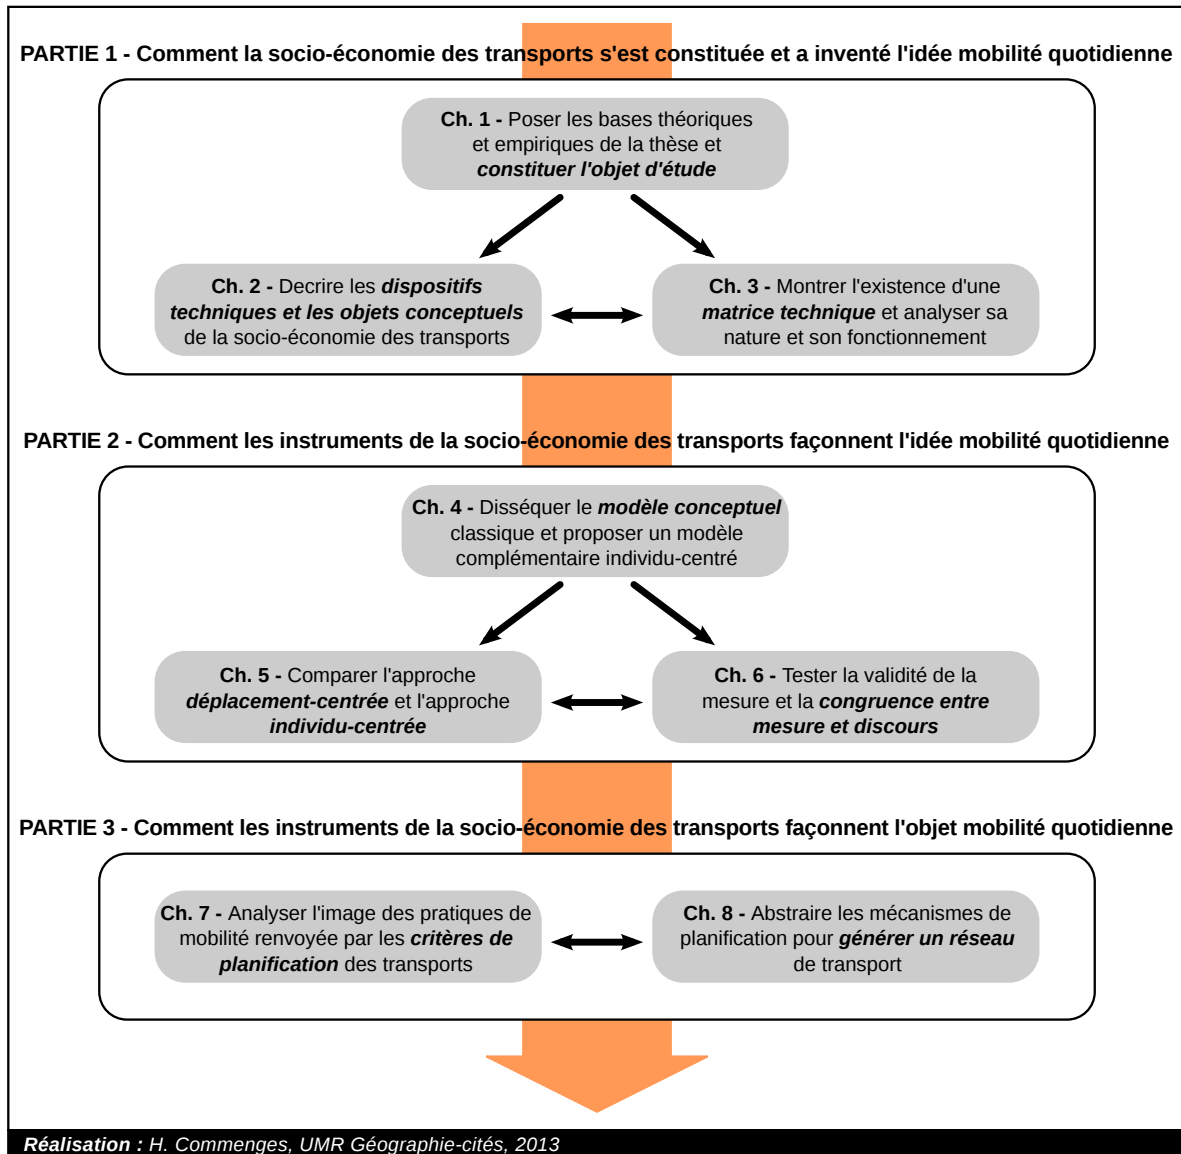 PARTIE 1 - Comment la socio-économie des transports s'est constituée et a inventé l'idée mobilité quotidienne
Ch. 1 - Poser les bases théoriques
et empiriques de la thèse et
constituer l'objet d'étude
Ch. 2 - Decrire les dispositifs
techniques et les objets conceptuels
de la socio-économie des transports
Ch. 3 - Montrer l'existence d'une
matrice technique et analyser sa
nature et son fonctionnement
PARTIE 2 - Comment les instruments de la socio-économie des transports façonnent l'idée mobilité quotidienne
Ch. 4 - Disséquer le modèle conceptuel
classique et proposer un modèle
complémentaire individu-centré
Ch. 5 - Comparer l'approche
déplacement-centrée et l'approche
individu-centrée
Ch. 6 - Tester la validité de la
mesure et la congruence entre
mesure et discours
PARTIE 3 - Comment les instruments de la socio-économie des transports façonnent l'objet mobilité quotidienne
Ch. 7 - Analyser l'image des pratiques de
mobilité renvoyée par les critères de
planification des transports
Ch. 8 - Abstraire les mécanismes de
planification pour générer un réseau
de transport
Réalisation : H. Commenges, UMR Géographie-cités, 2013